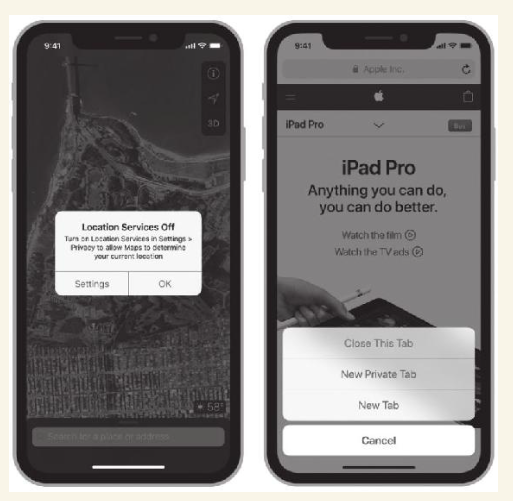 9:41
3D
Location Services Off
Turn on Location Services in Settings >
Privacy to allow Maps to determine
your current location
Settings
OK
58°
Search for a place or address
9:41
Apple Inc.
iPad Pro
Buy
iPad Pro
Anything you can do,
you can do better.
Watch the film
Watch the TV ads
Close This Tab
New Private Tab
New Tab
Cancel